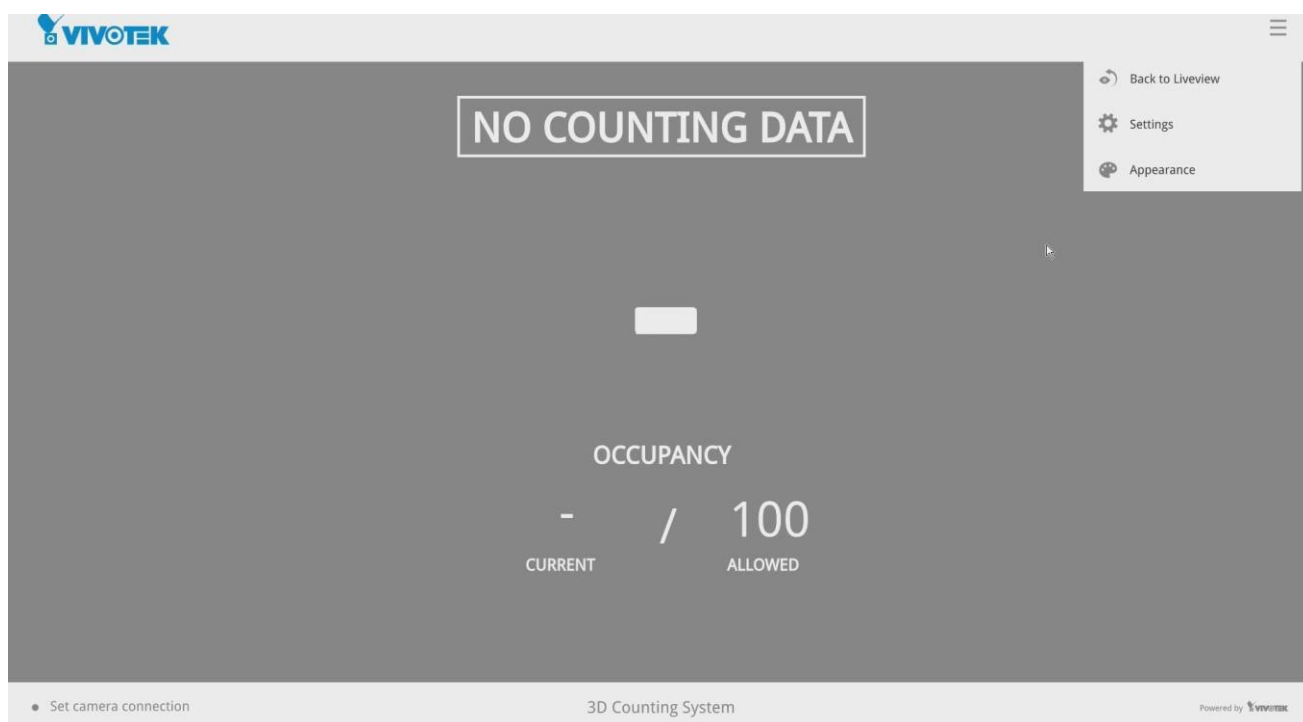 VIVOTEK
Back to Liveview
NO COUNTING DATA
Settings
Appearance
OCCUPANCY
- / 100
CURRENT ALLOWED
Set camera connection
3D Counting System
Powered by VIVOTEK